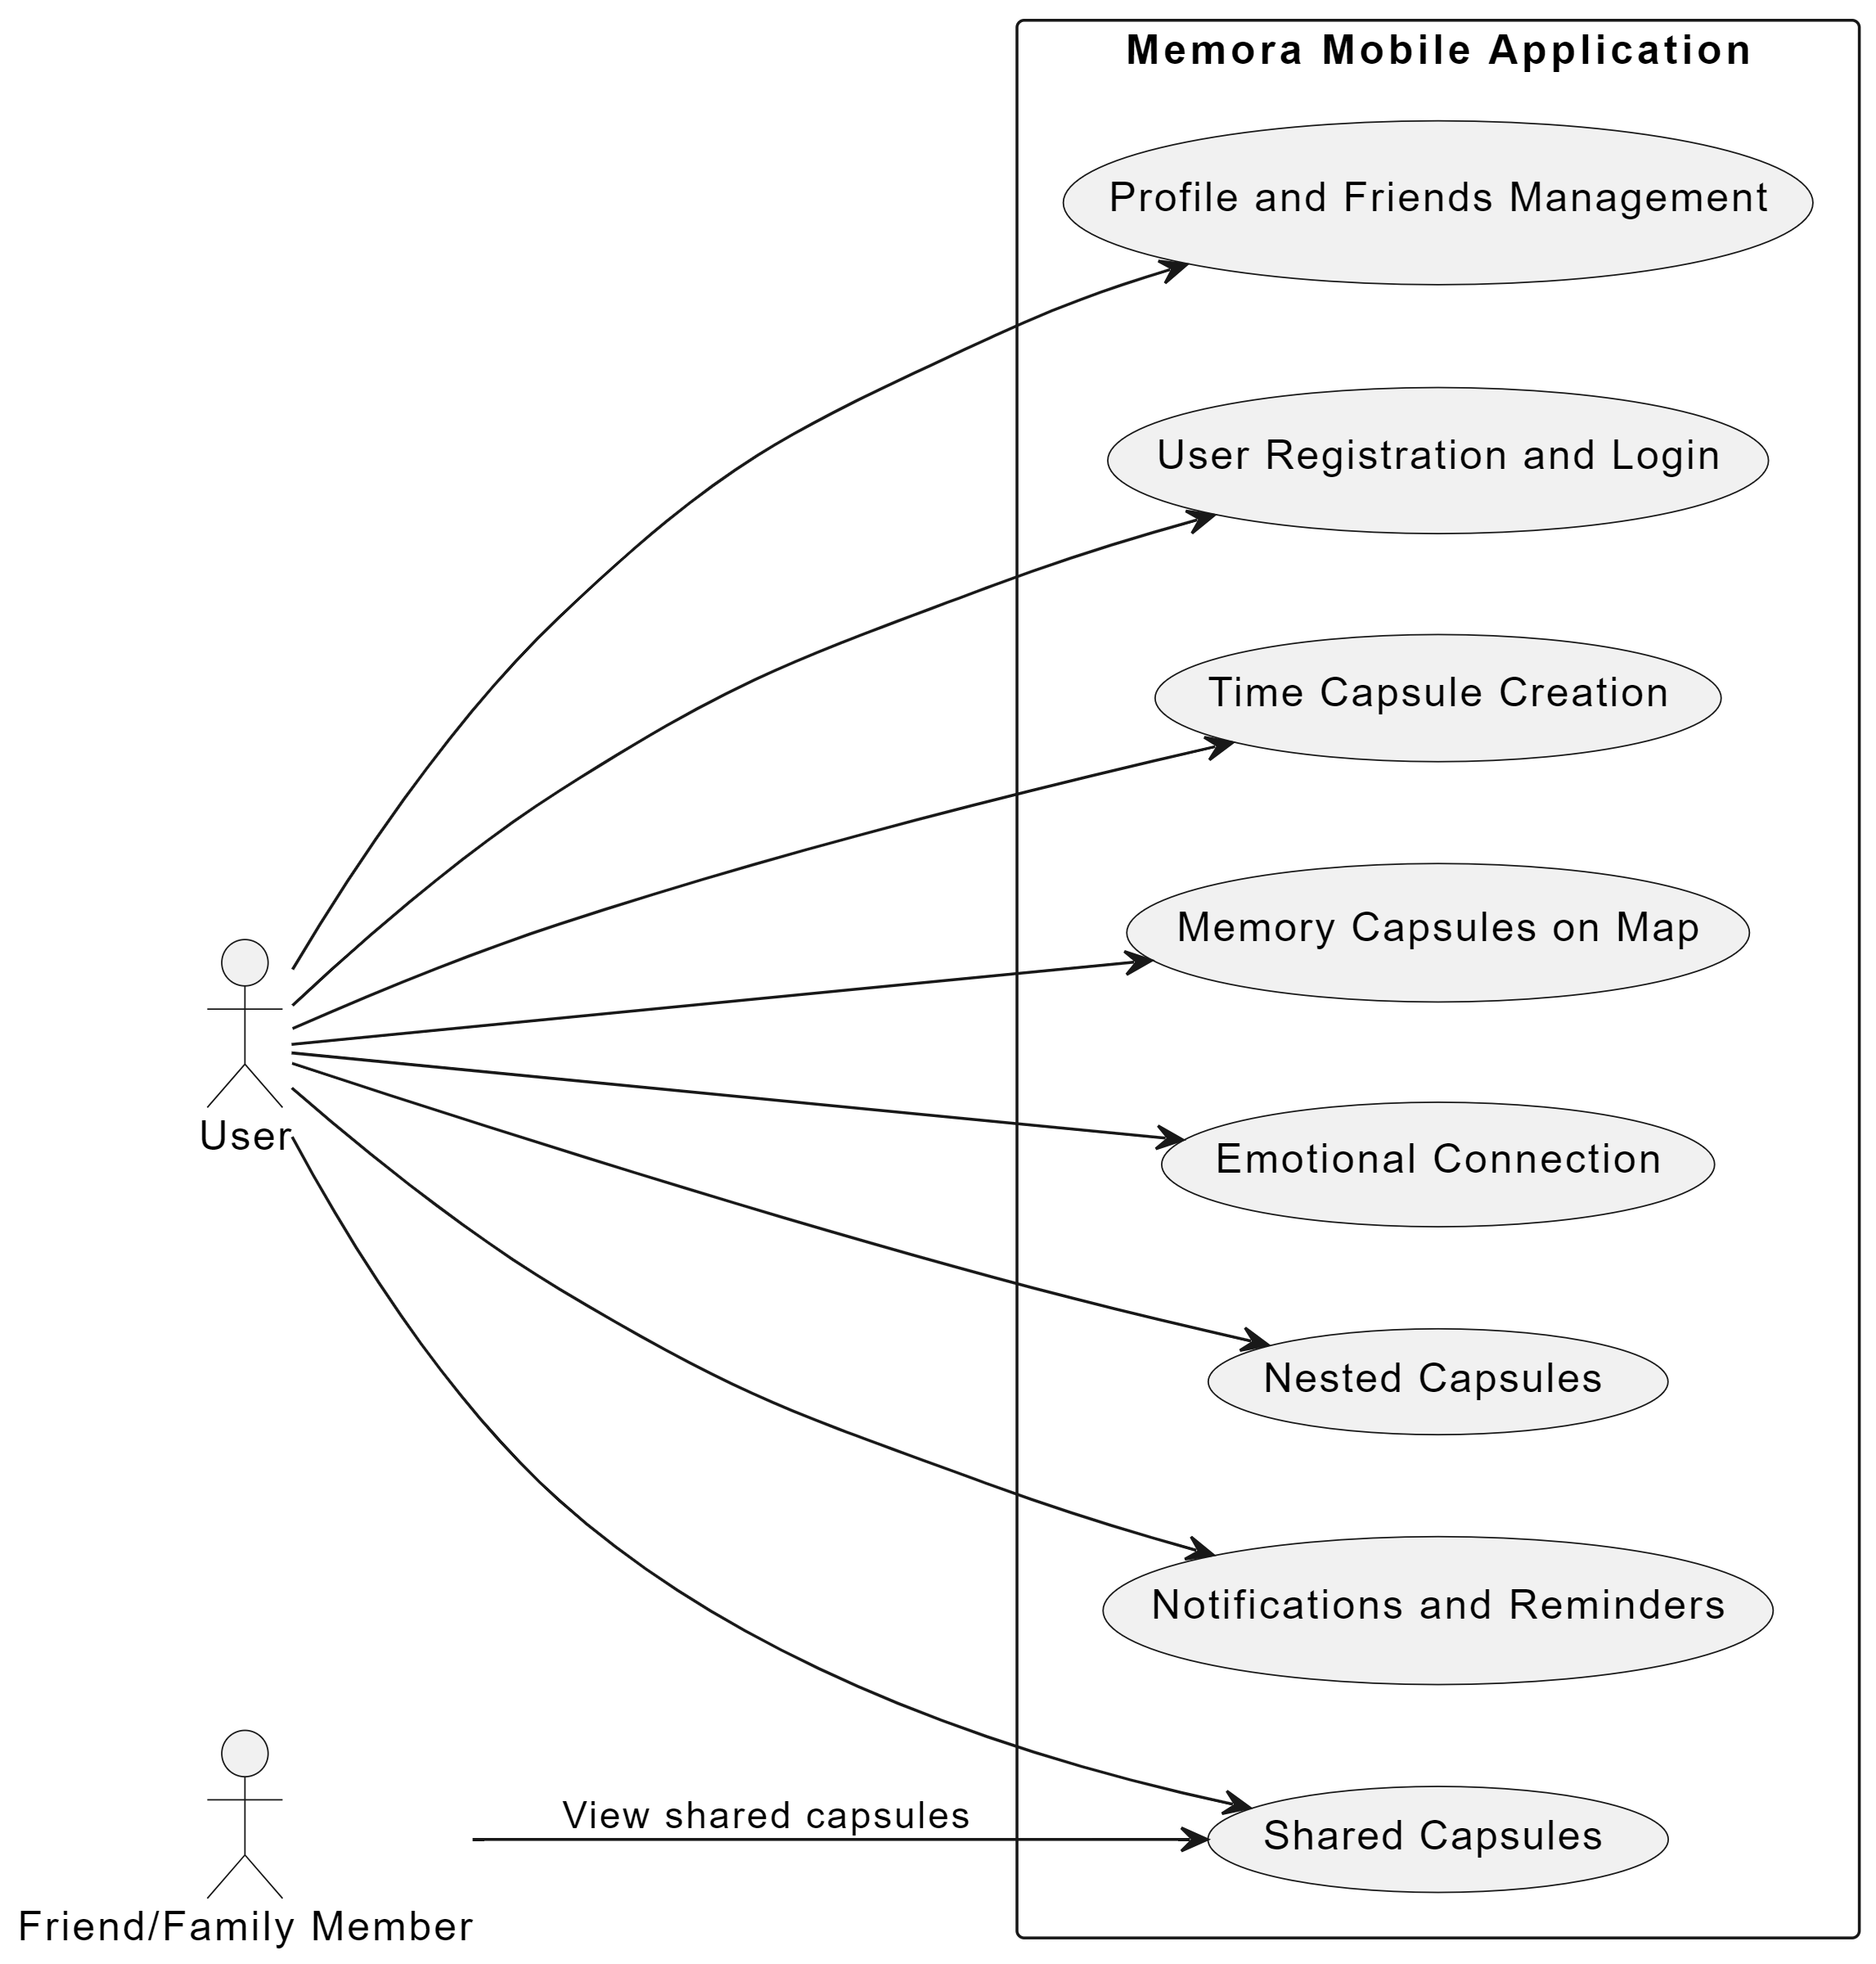 Memora Mobile Application
Profile and Friends Management
User Registration and Login
Time Capsule Creation
Memory Capsules on Map
User
Emotional Connection
Nested Capsules
Notifications and Reminders
View shared capsules
Shared Capsules
Friend/Family Member